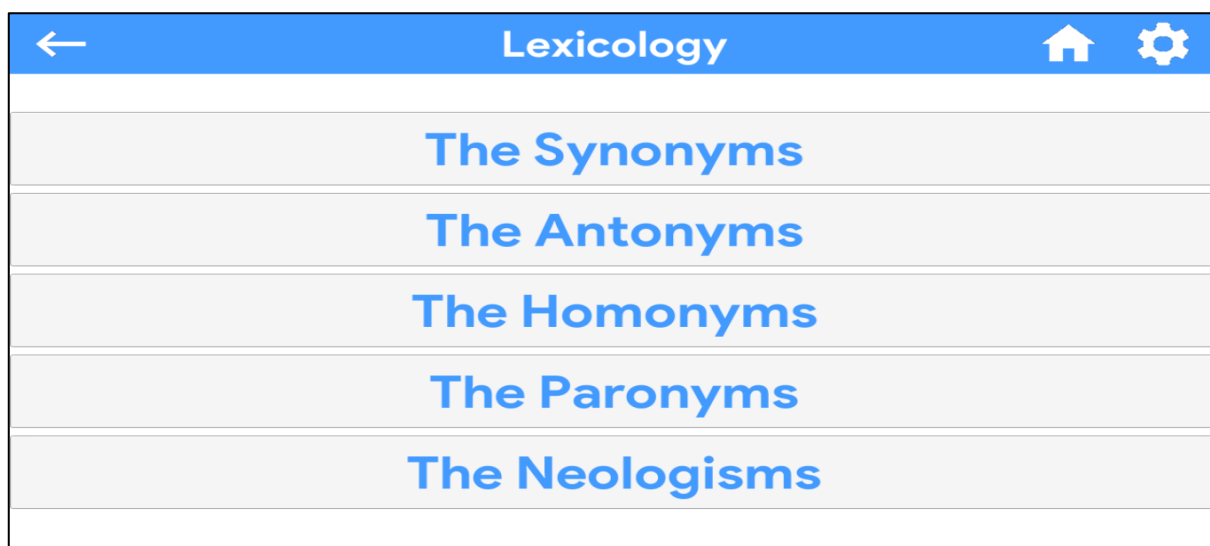 Lexicology
The Synonyms
The Antonyms
The Homonyms
The Paronyms
The Neologisms